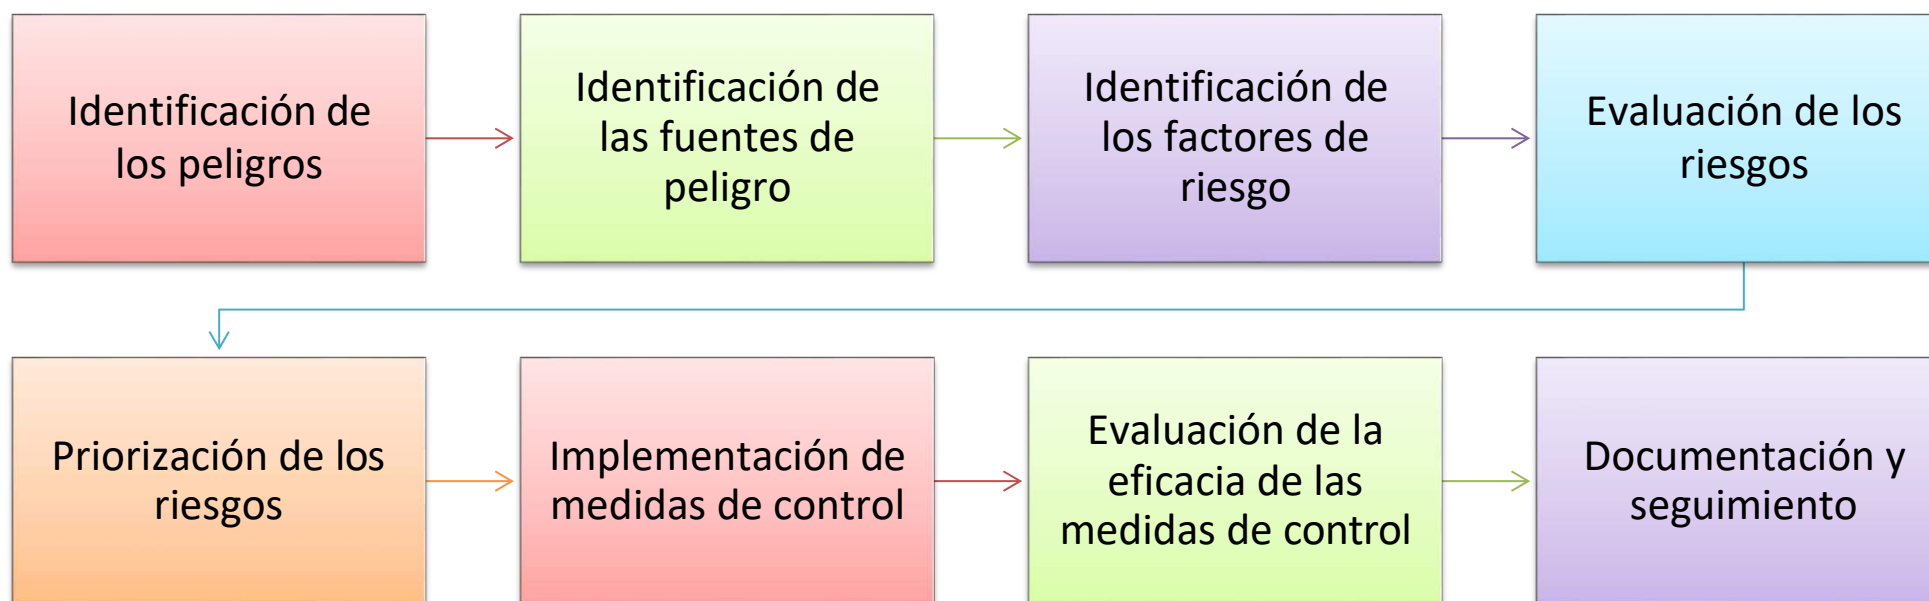 Identificación de
los peligros
Identificación de
las fuentes de
peligro
Identificación de
los factores de
riesgo
Evaluación de los
riesgos
Priorización de los
riesgos
Implementación de
medidas de control
Evaluación de la
eficacia de las
medidas de control
Documentación y
seguimiento